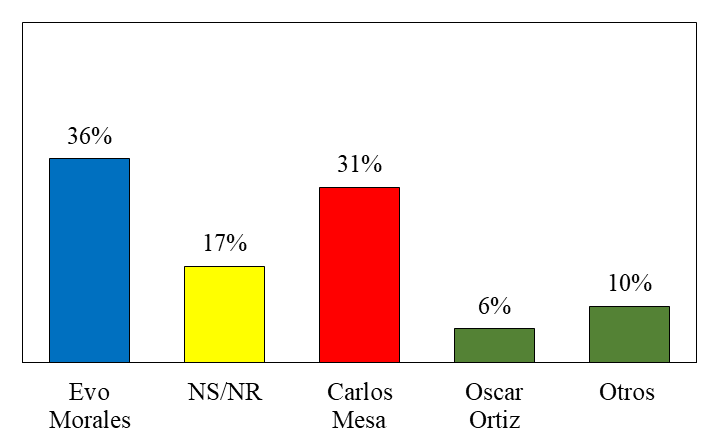 36%
31%
17%
10%
6%
Evo
Morales
NS/NR
Carlos
Mesa
Oscar
Ortiz
Otros